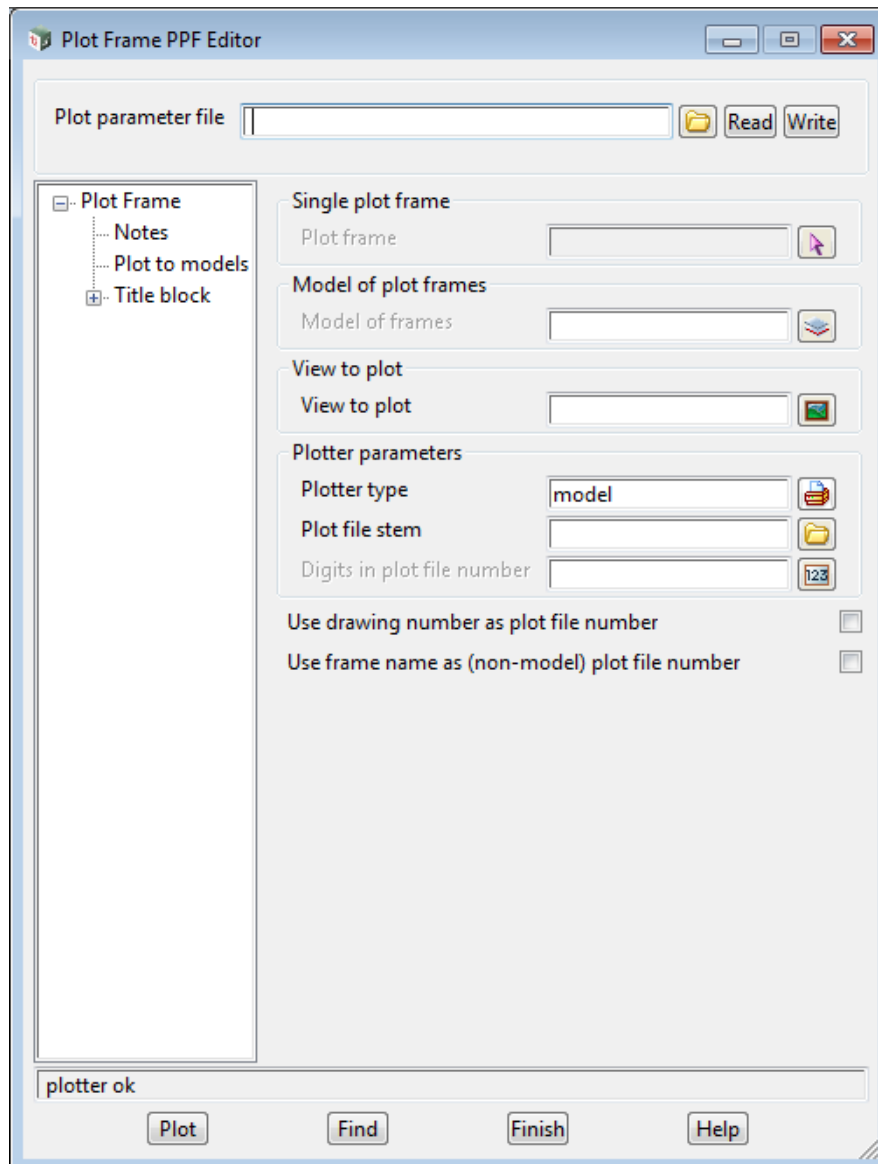 Plot Frame PPF Editor
Plot parameter file
Read
Write
Plot Frame
Notes
Plot to models
Title block
Single plot frame
Plot frame
Model of plot frames
Model of frames
View to plot
View to plot
Plotter parameters
Plotter type
model
Plot file stem
Digits in plot file number
123
Use drawing number as plot file number
Use frame name as (non-model) plot file number
plotter ok
Plot
Find
Finish
Help